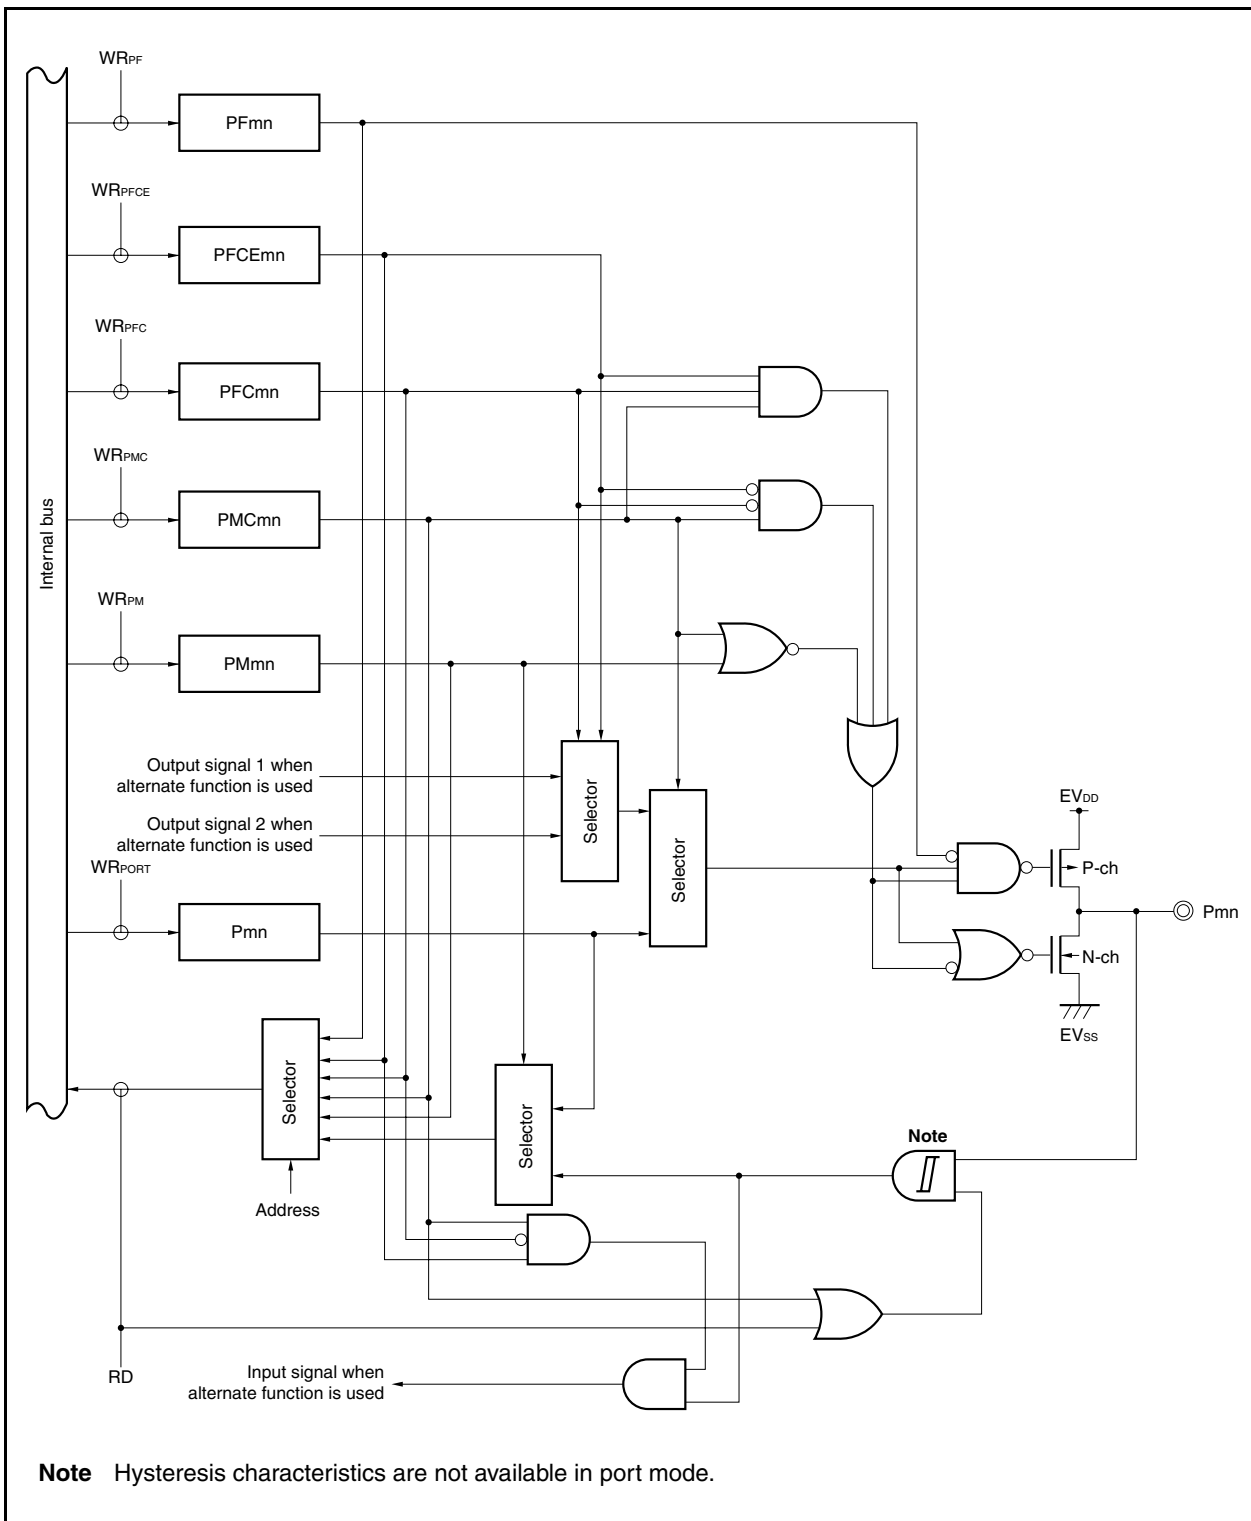 WRPF
PFmn
WRPFCE
PFCEmn
WRPFC
PFCmn
WRPMC
PMCmn
Internal bus
WRPM
PMmn
Output signal 1 when
alternate function is used
Output signal 2 when
alternate function is used
Selector
Selector
WRPORT
Pmn
EVDD
P-ch
Pmn
N-ch
EVSS
Selector
Address
Selector
Note
RD
Input signal when
alternate function is used
Note Hysteresis characteristics are not available in port mode.